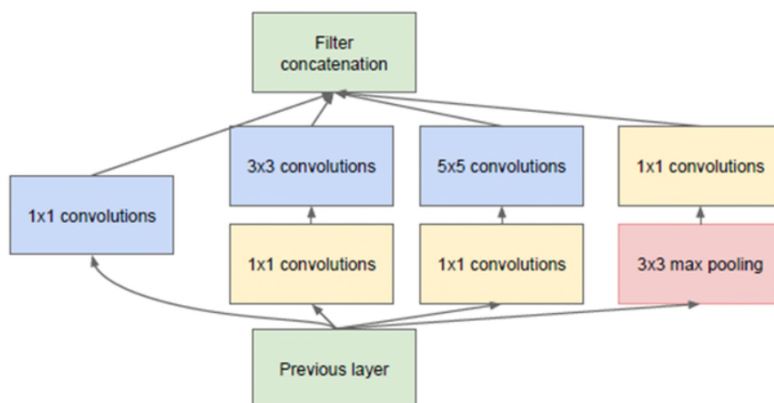 Filter
concatenation
3x3 convolutions
5x5 convolutions
1x1 convolutions
1x1 convolutions
1x1 convolutions
1x1 convolutions
3x3 max pooling
Previous layer